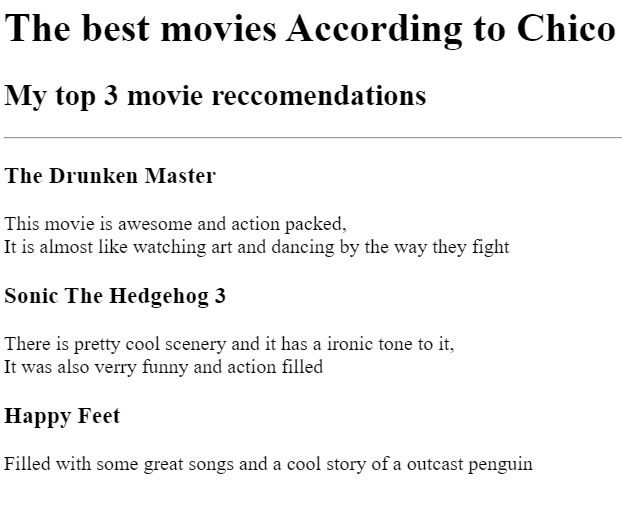 The best movies According to Chico
My top 3 movie reccomendations
The Drunken Master
This movie is awesome and action packed,
It is almost like watching art and dancing by the way they fight
Sonic The Hedgehog 3
There is pretty cool scenery and it has a ironic tone to it,
It was also verry funny and action filled
Happy Feet
Filled with some great songs and a cool story of a outcast penguin